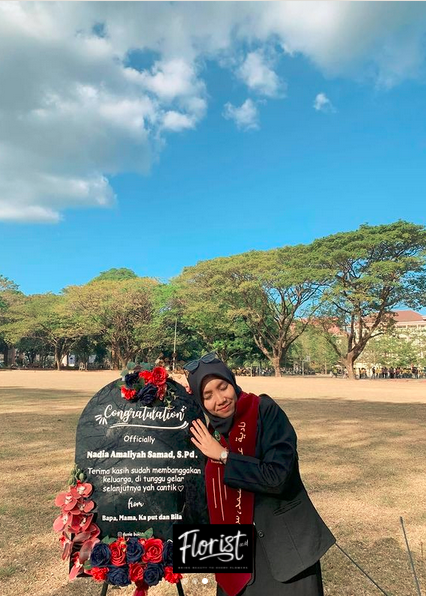 Congratulation
Officially
Nadia Amaliyah Samad, S.Pd.
Terima kasih sudah membanggakan
keluarga, di tunggu gelar
selanjutnya yah cantik
from
Bapa, Mama, Ka put dan Bila
نادية
Florist